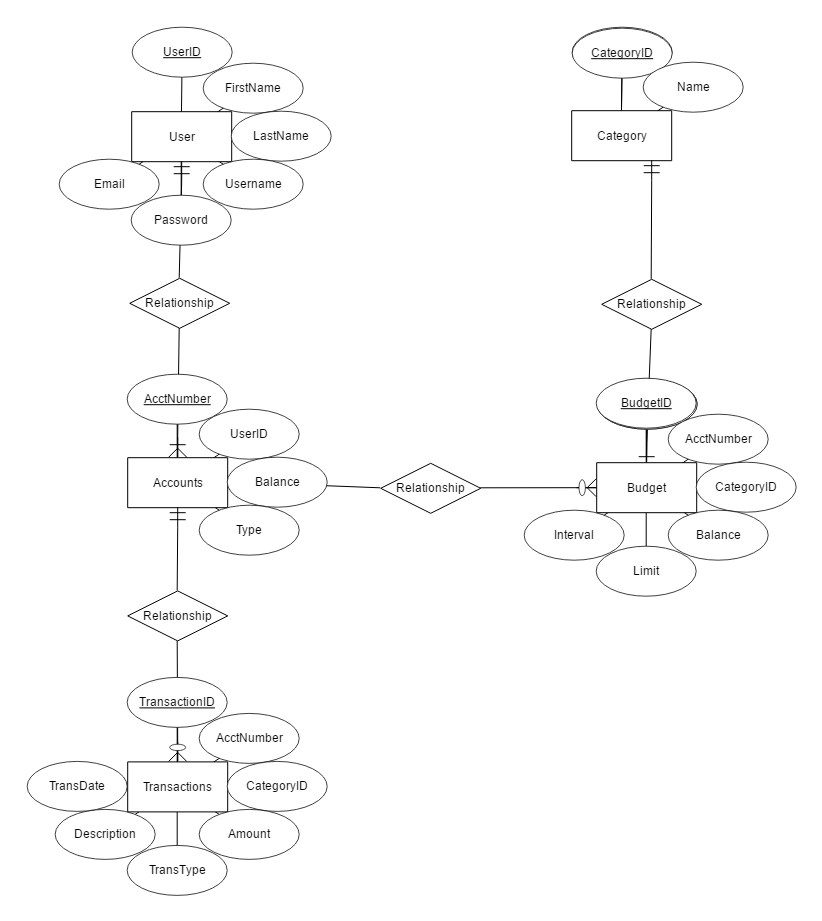 UserID
FirstName
User
LastName
Email
Username
Password
Relationship
CategoryID
Name
Category
Relationship
AcctNumber
UserID
Accounts
Balance
Type
Relationship
BudgetID
AcctNumber
Budget
CategoryID
Interval
Balance
Limit
Relationship
TransactionID
AcctNumber
TransDate
Transactions
CategoryID
Description
Amount
TransType